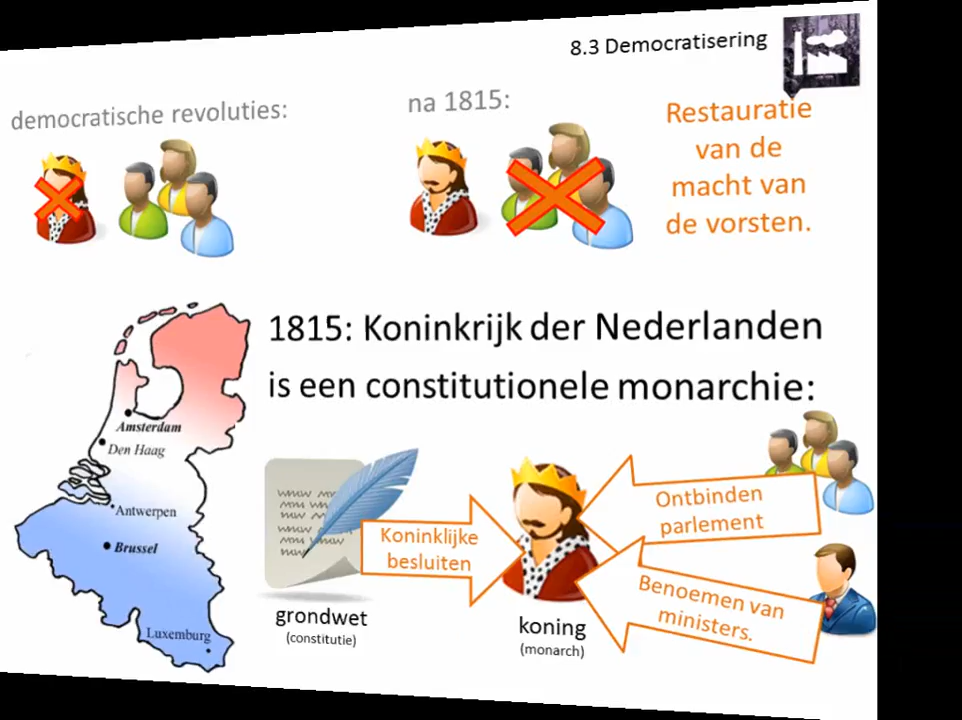 8.3 Democratisering
democratische revoluties:
na 1815:
Restauratie
van de
macht van
de vorsten.
1815: Koninkrijk der Nederlanden
is een constitutionele monarchie:
Amsterdam
Den Haag
Antwerpen
Brussel
Luxemburg
grondwet
(constitutie)
Koninklijke
besluiten
koning
(monarch)
Ontbinden
parlement
Benoemen van
ministers.